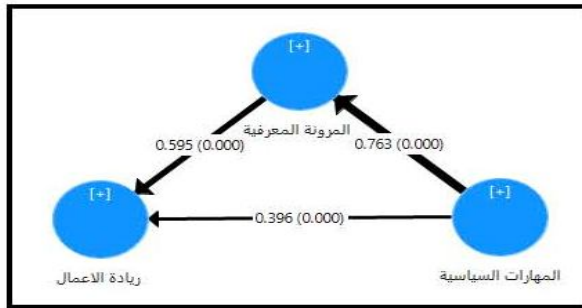 [+]
المرونة المعرفية
0.595 (0.000)
0.763 (0.000)
[+]
[+]
0.396 (0.000)
ريادة الاعمال
المهارات السياسية